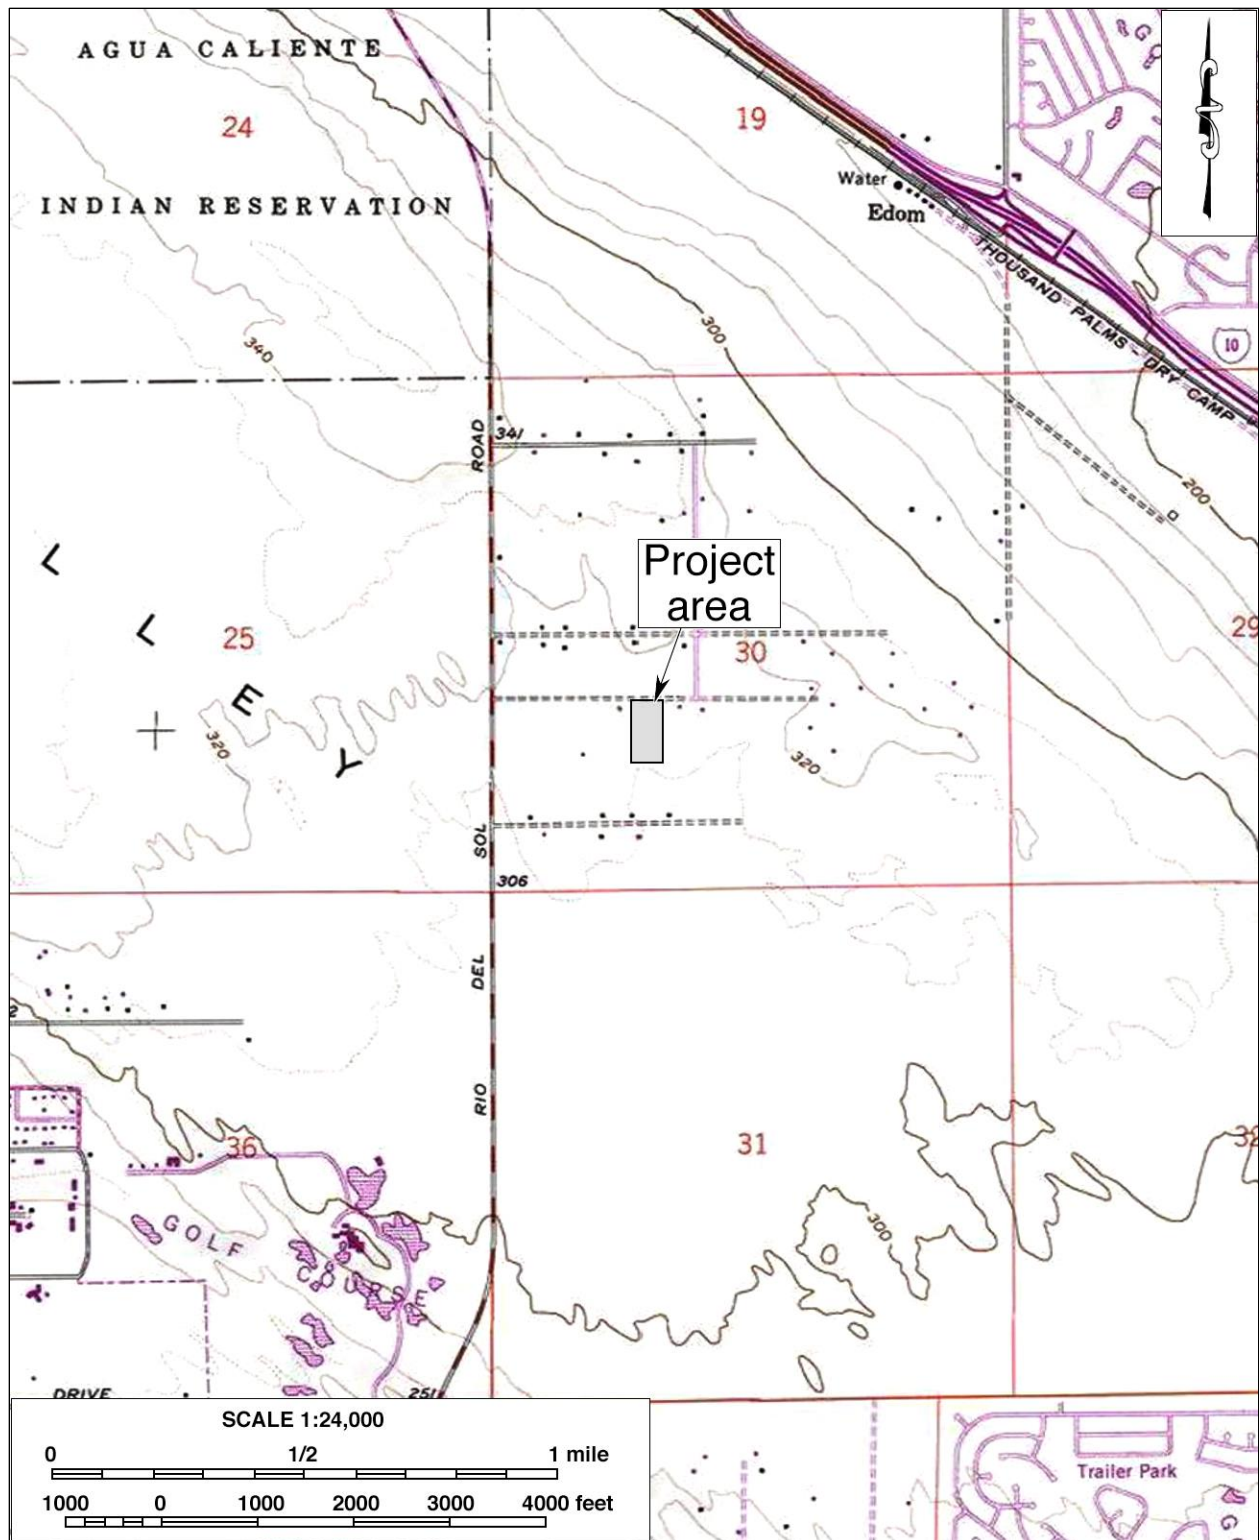 AGUA CALIENTE
24
19
INDIAN RESERVATION
Water
Edom
THOUSAND PALMS - DRY CAMP
10
300
340
ROAD
341
200
L
L
E
Y
25
Project
area
30
29
320
320
SOL
306
DEL
2
RIO
36
31
32
300
GOLF
COURSE
DRIVE
251
SCALE 1:24,000
0 1/2 1 mile
1000 0 1000 2000 3000 4000 feet
Trailer Park
G